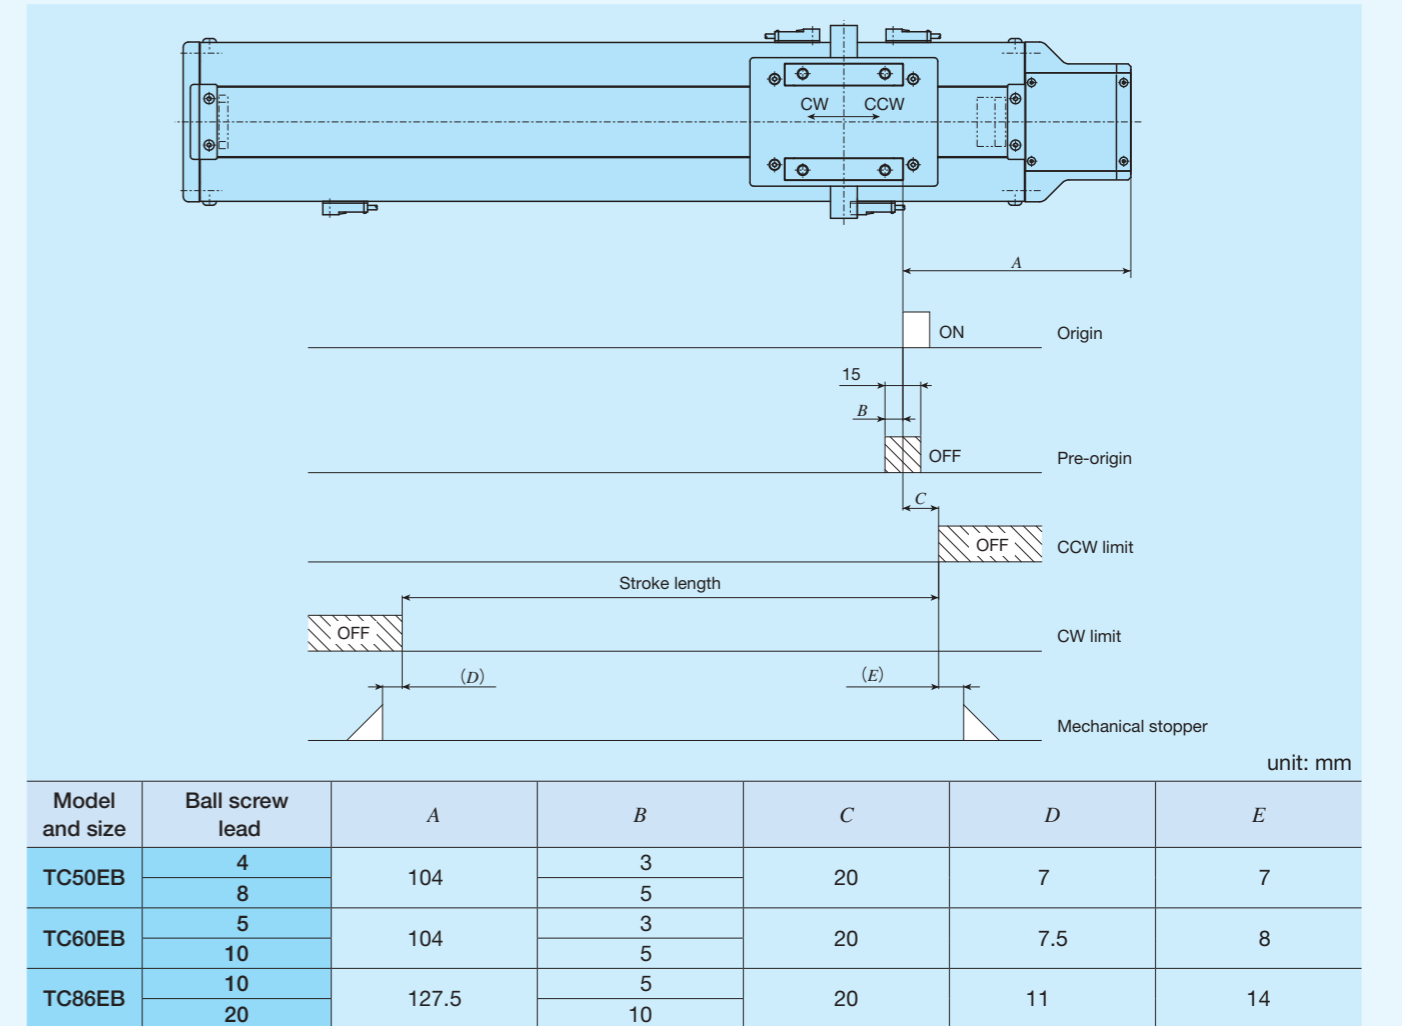 CW CCW
A
ON Origin
15
B
OFF Pre-origin
C
OFF CCW limit
Stroke length
OFF CW limit
(D) (E)
Mechanical stopper
unit: mm
Model and size Ball screw lead A B C D E
TC50EB 4 104 3 20 7 7
8 5
TC60EB 5 104 3 20 7.5 8
10 5
TC86EB 10 127.5 5 20 11 14
20 10